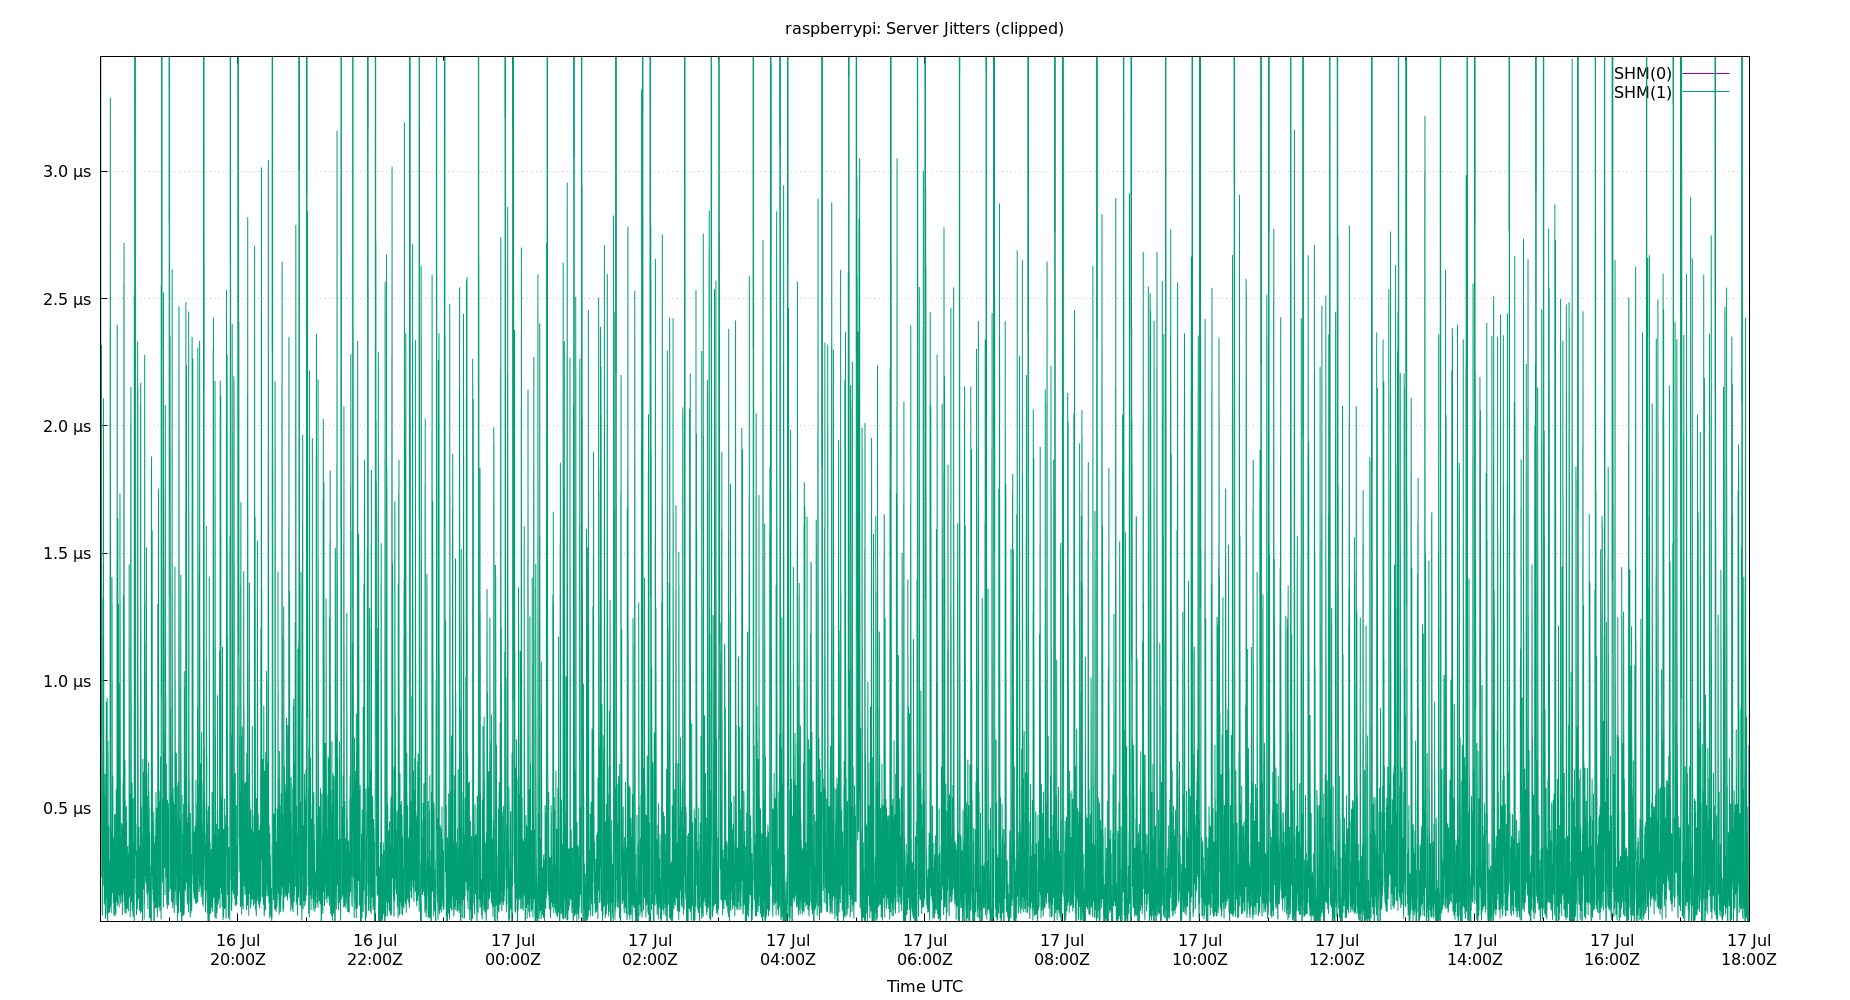 raspberrypi: Server Jitters (clipped)
SHM(0)
SHM(1)
3.0 µs
2.5 µs
2.0 µs
1.5 µs
1.0 µs
0.5 µs
16 Jul 16 Jul 17 Jul 17 Jul 17 Jul 17 Jul 17 Jul 17 Jul 17 Jul 17 Jul 17 Jul 17 Jul
20:00Z 22:00Z 00:00Z 02:00Z 04:00Z 06:00Z 08:00Z 10:00Z 12:00Z 14:00Z 16:00Z 18:00Z
Time UTC